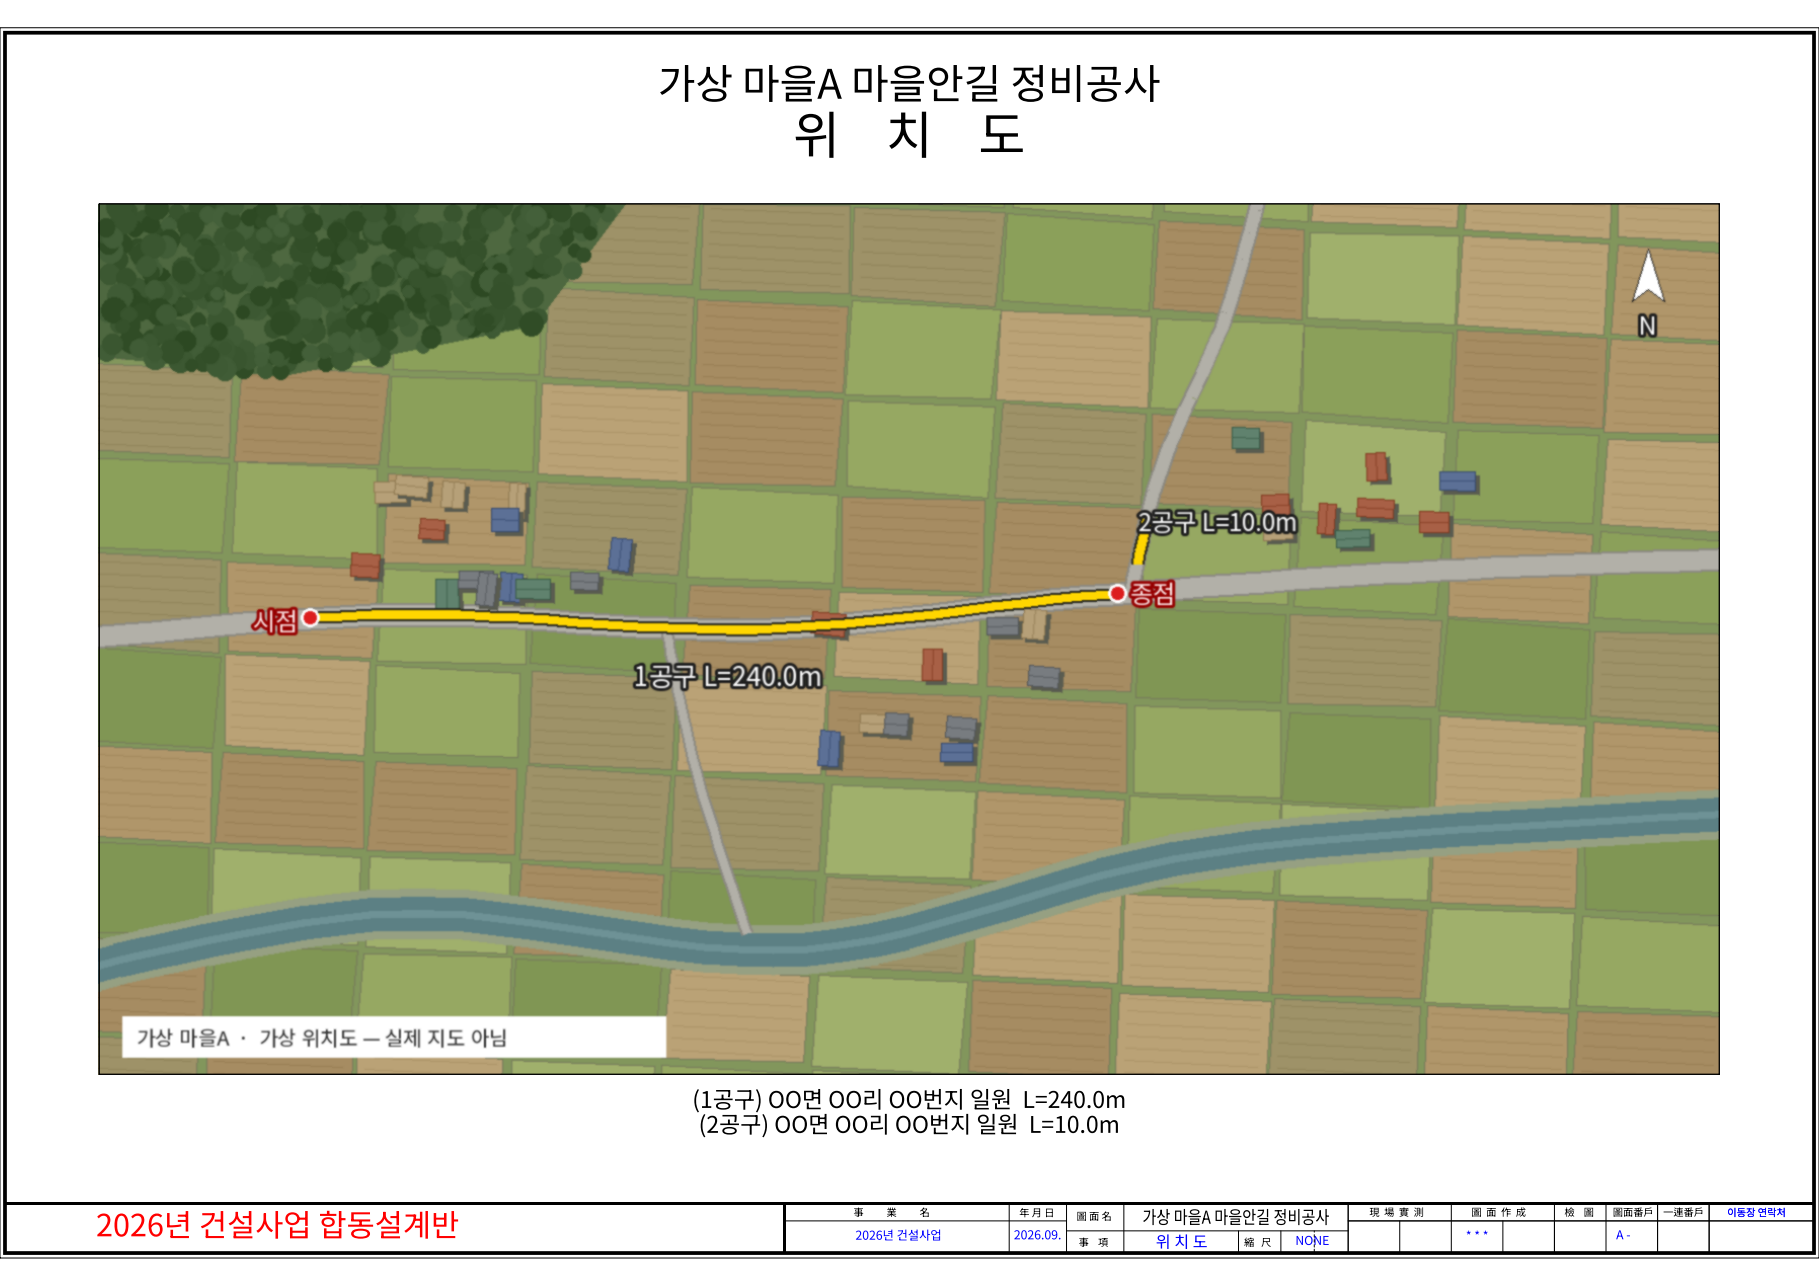 가상 마을A 마을안길 정비공사
위 치 도
N
2공구 L=10.0m
시점
종점
1공구 L=240.0m
가상 마을A · 가상 위치도 — 실제 지도 아님
(1공구) OO면 OO리 OO번지 일원 L=240.0m
(2공구) OO면 OO리 OO번지 일원 L=10.0m
2026년 건설사업 합동설계반
事 業 名
2026년 건설사업
年月日
2026.09.
圖面名
가상 마을A 마을안길 정비공사
事 項
위 치 도
縮 尺
NONE
現場實測
圖面作成
* * *
檢 圖
圖面番戶
A -
一連番戶
이동장 연락처